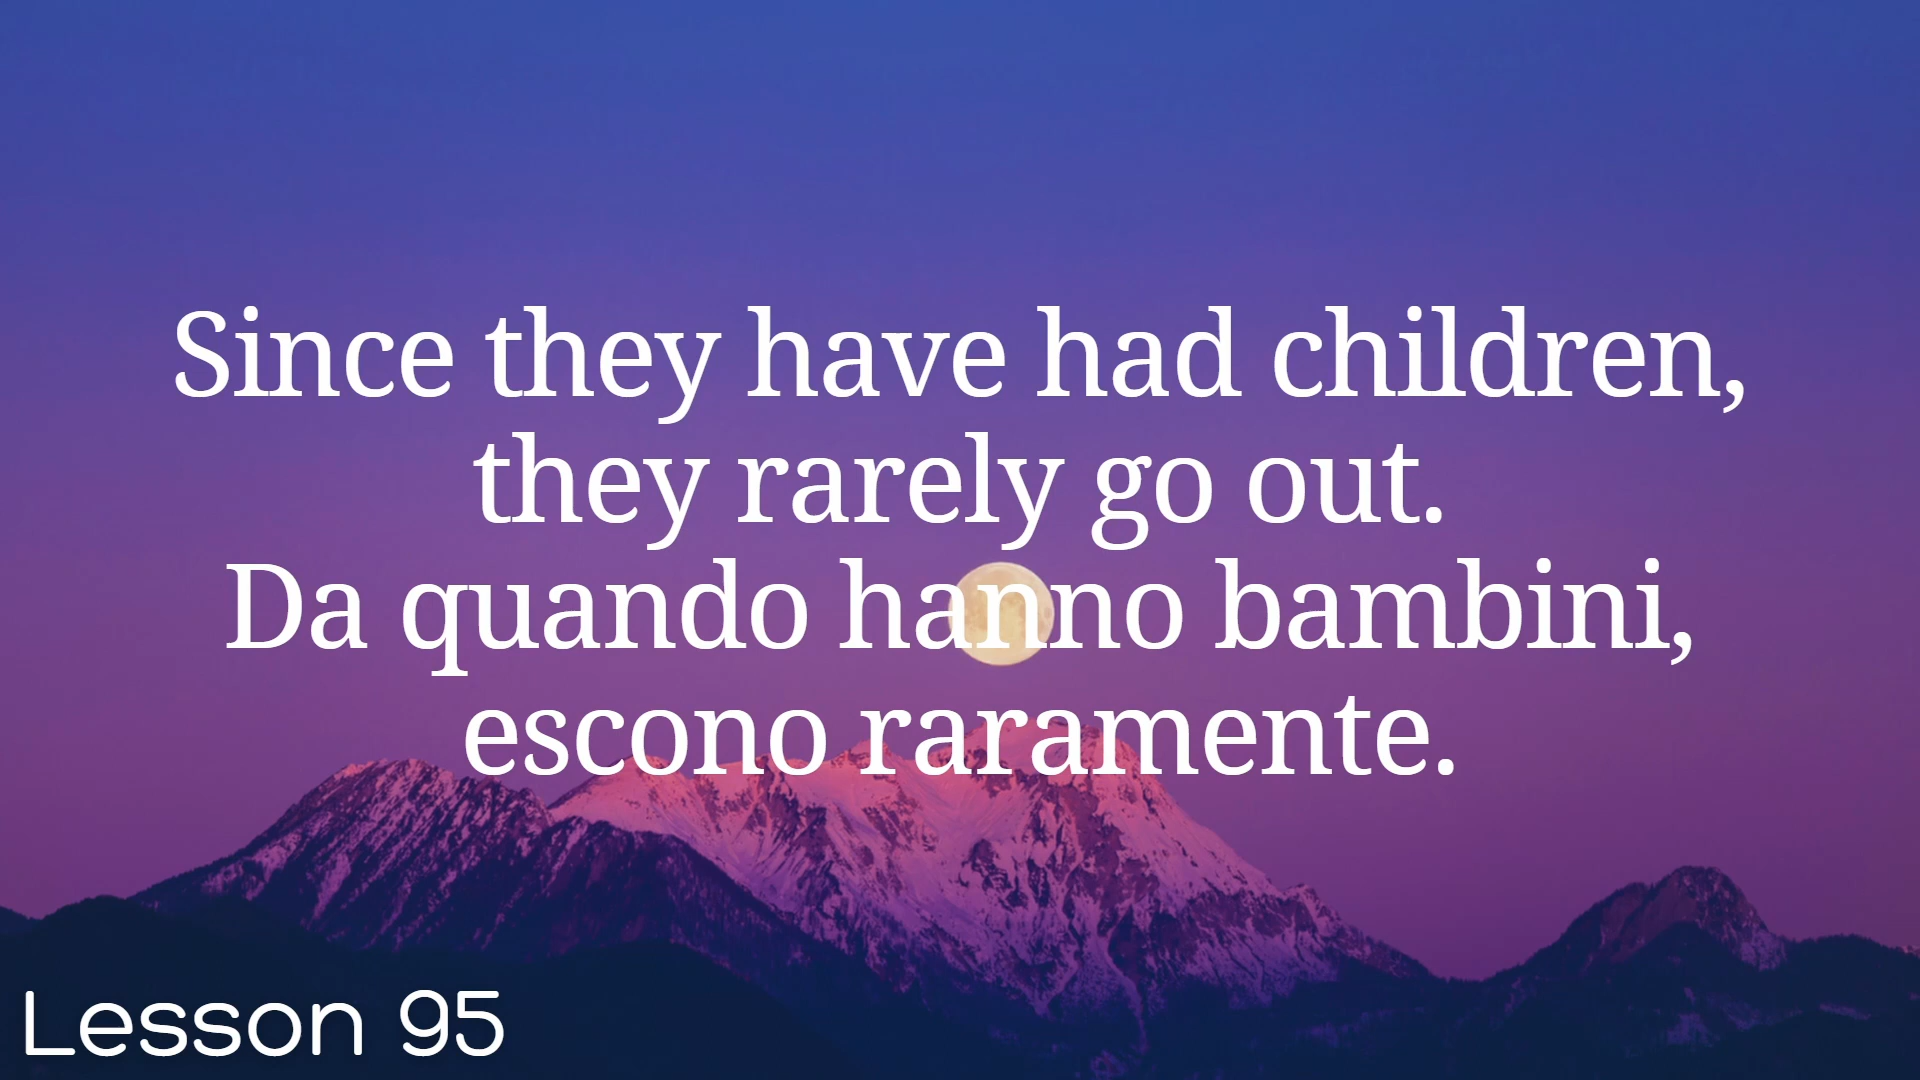 Since they have had children,
they rarely go out.
Da quando hanno bambini,
escono raramente.
Lesson 95